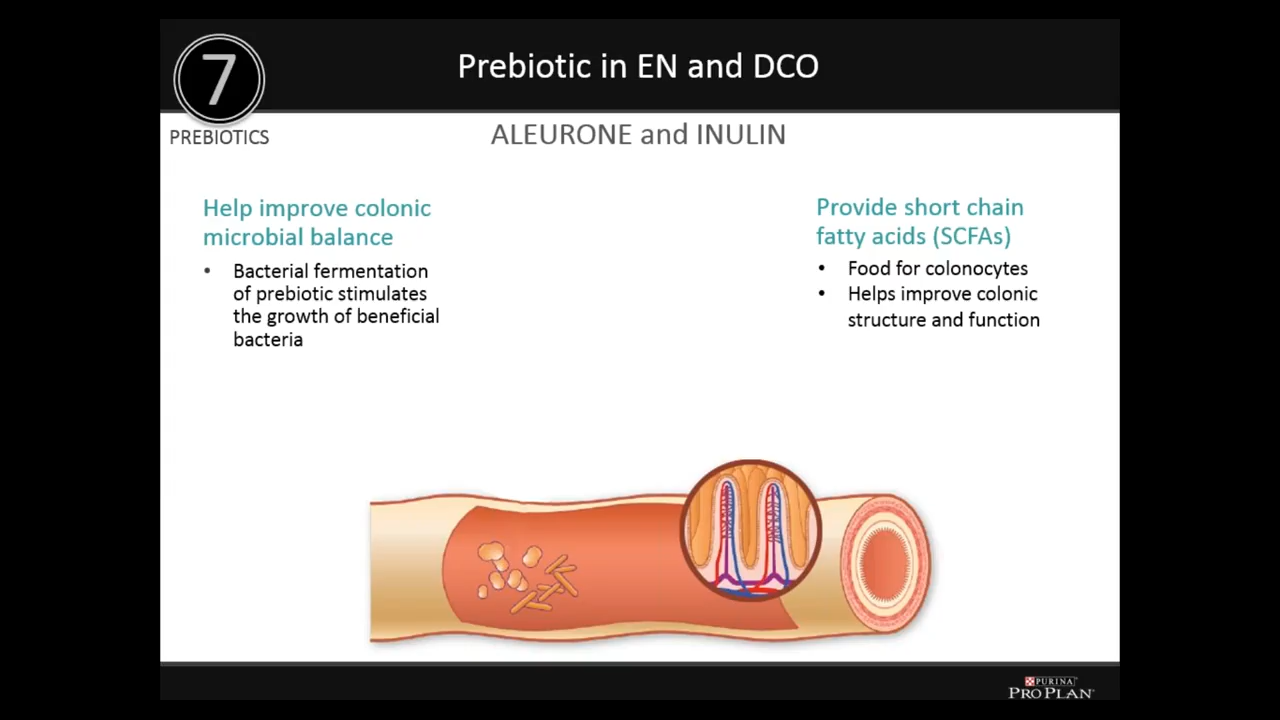 7
Prebiotic in EN and DCO
PREBIOTICS
ALEURONE and INULIN
Help improve colonic
microbial balance
• Bacterial fermentation
of prebiotic stimulates
the growth of beneficial
bacteria
Provide short chain
fatty acids (SCFAs)
• Food for colonocytes
• Helps improve colonic
structure and function
PURINA
PRO PLAN